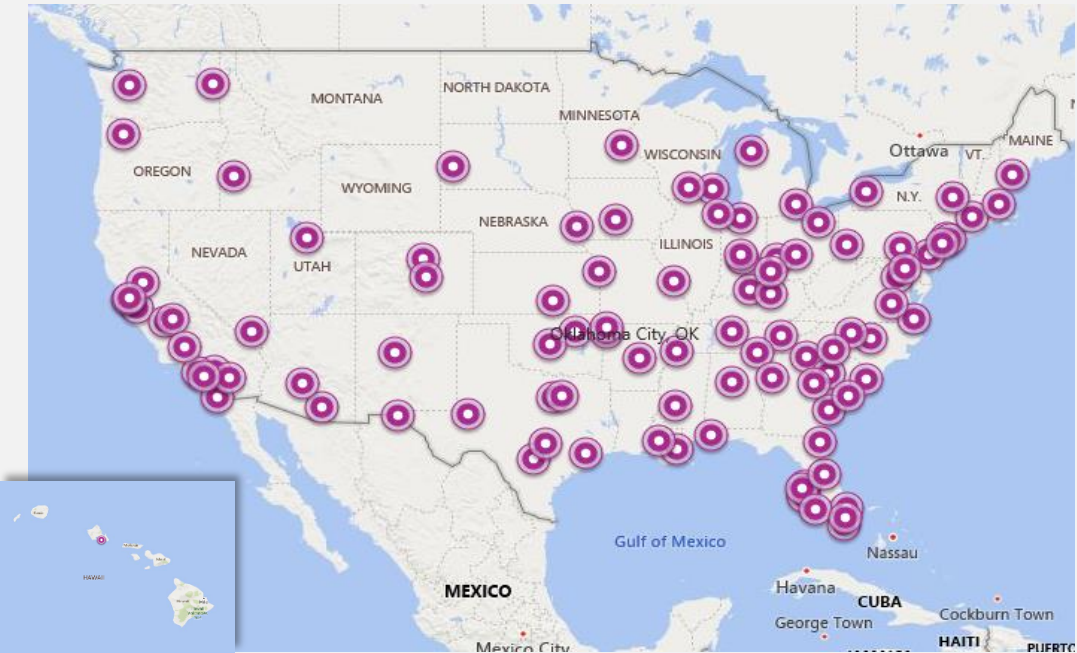 NORTH DAKOTA
MONTANA
MINNESOTA
Ottawa
VT.
MAINE
WISCONSIN
OREGON
WYOMING
N.Y.
NEBRASKA
NEVADA
ILLINOIS
UTAH
Oklahoma City, OK
Gulf of Mexico
Nassau
HAWAII
MEXICO
Havana
CUBA
Cockburn Town
George Town
HAITI
Mexico City
PUERTO